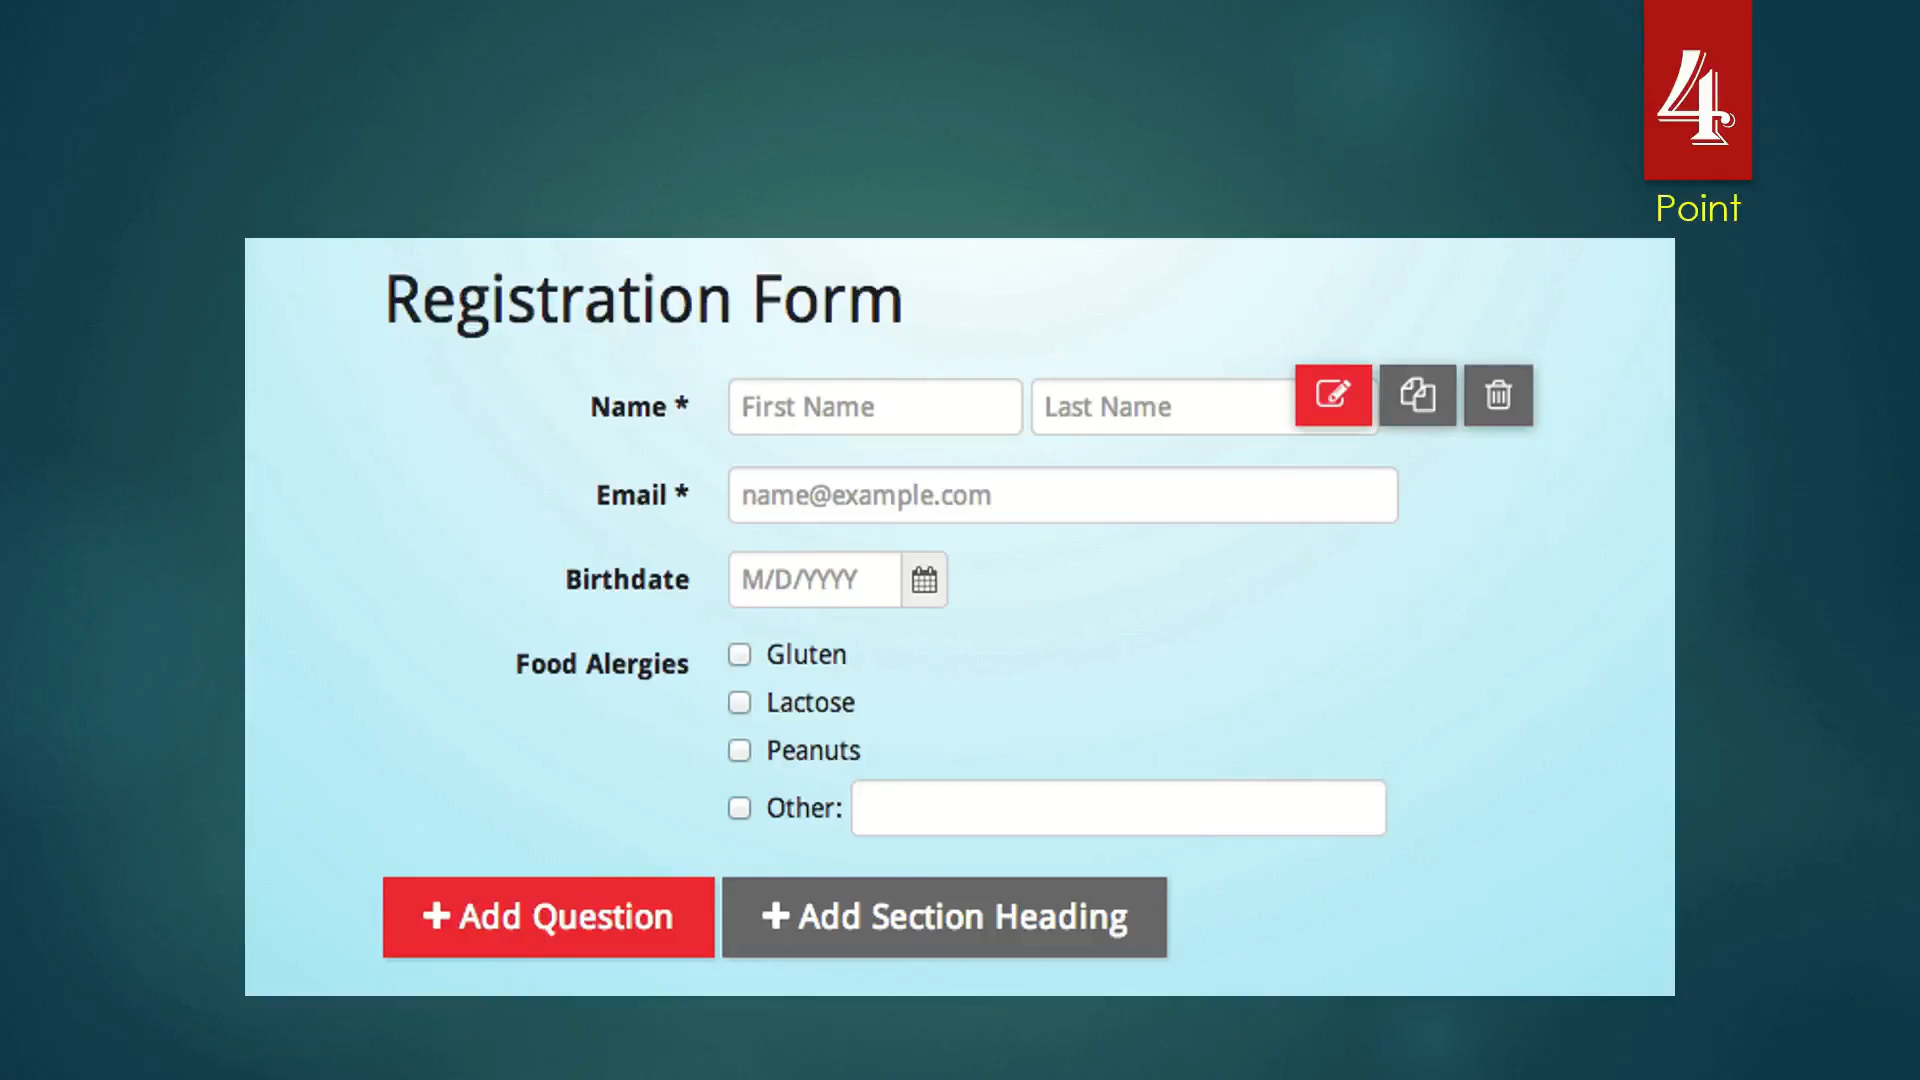 4
Point
Registration Form
Name * First Name Last Name
Email * name@example.com
Birthdate M/D/YYYY
Food Alergies Gluten
Lactose
Peanuts
Other:
+ Add Question + Add Section Heading